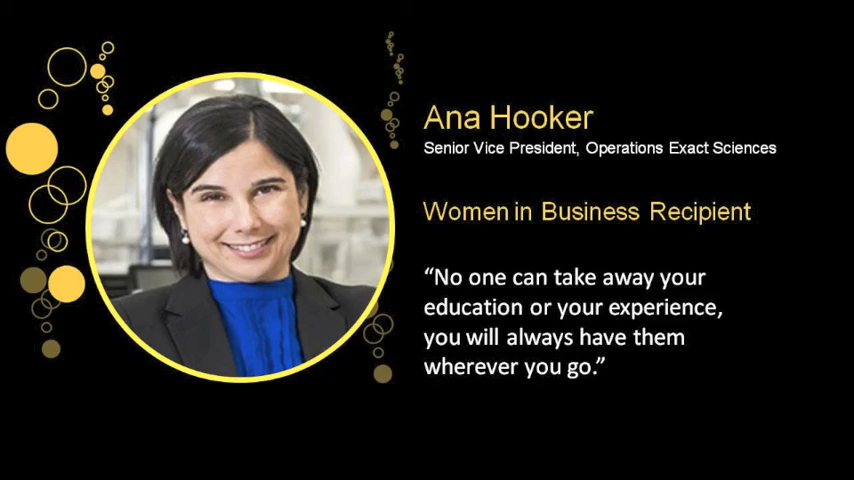 Ana Hooker
Senior Vice President, Operations Exact Sciences
Women in Business Recipient
“No one can take away your
education or your experience,
you will always have them
wherever you go.”